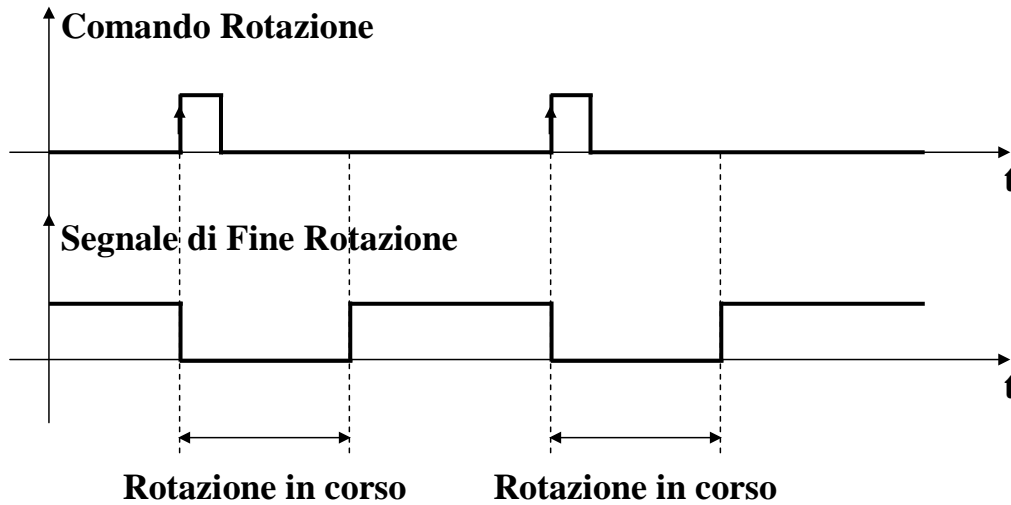 Comando Rotazione
t
Segnale di Fine Rotazione
t
Rotazione in corso
Rotazione in corso